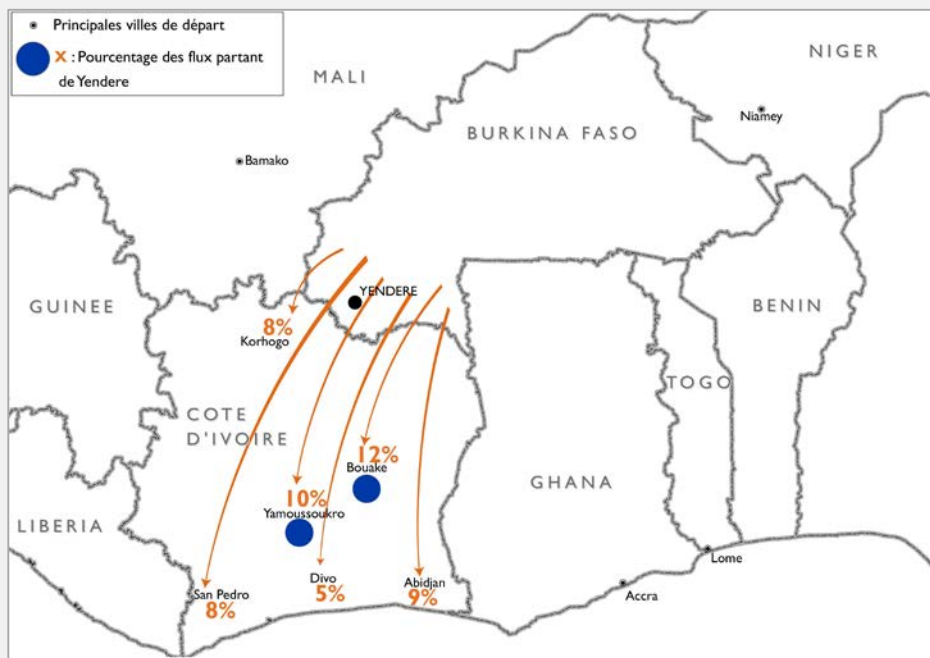 Principales villes de départ
X : Pourcentage des flux partant
de Yendere
NIGER
MALI
Niamey
BURKINA FASO
Bamako
YENDERE
GUINEE
BENIN
8%
Korhogo
TOGO
COTE
D'IVOIRE
12%
Bouake
GHANA
10%
Yamoussoukro
LIBERIA
Lome
Divo
5%
Abidjan
9%
San Pedro
8%
Accra